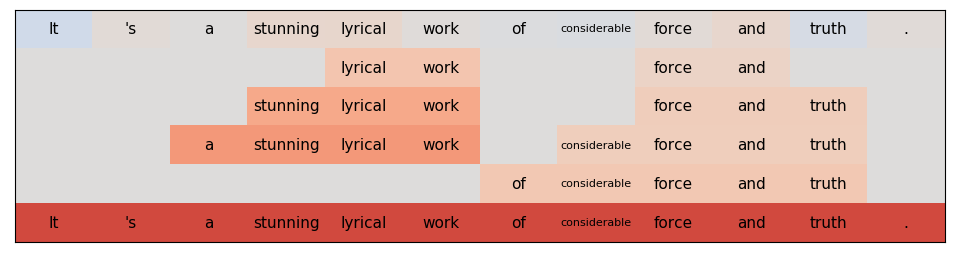 It 's a stunning lyrical work of considerable force and truth .
lyrical work force and
stunning lyrical work force and truth
a stunning lyrical work considerable force and truth
of considerable force and truth
It 's a stunning lyrical work of considerable force and truth .